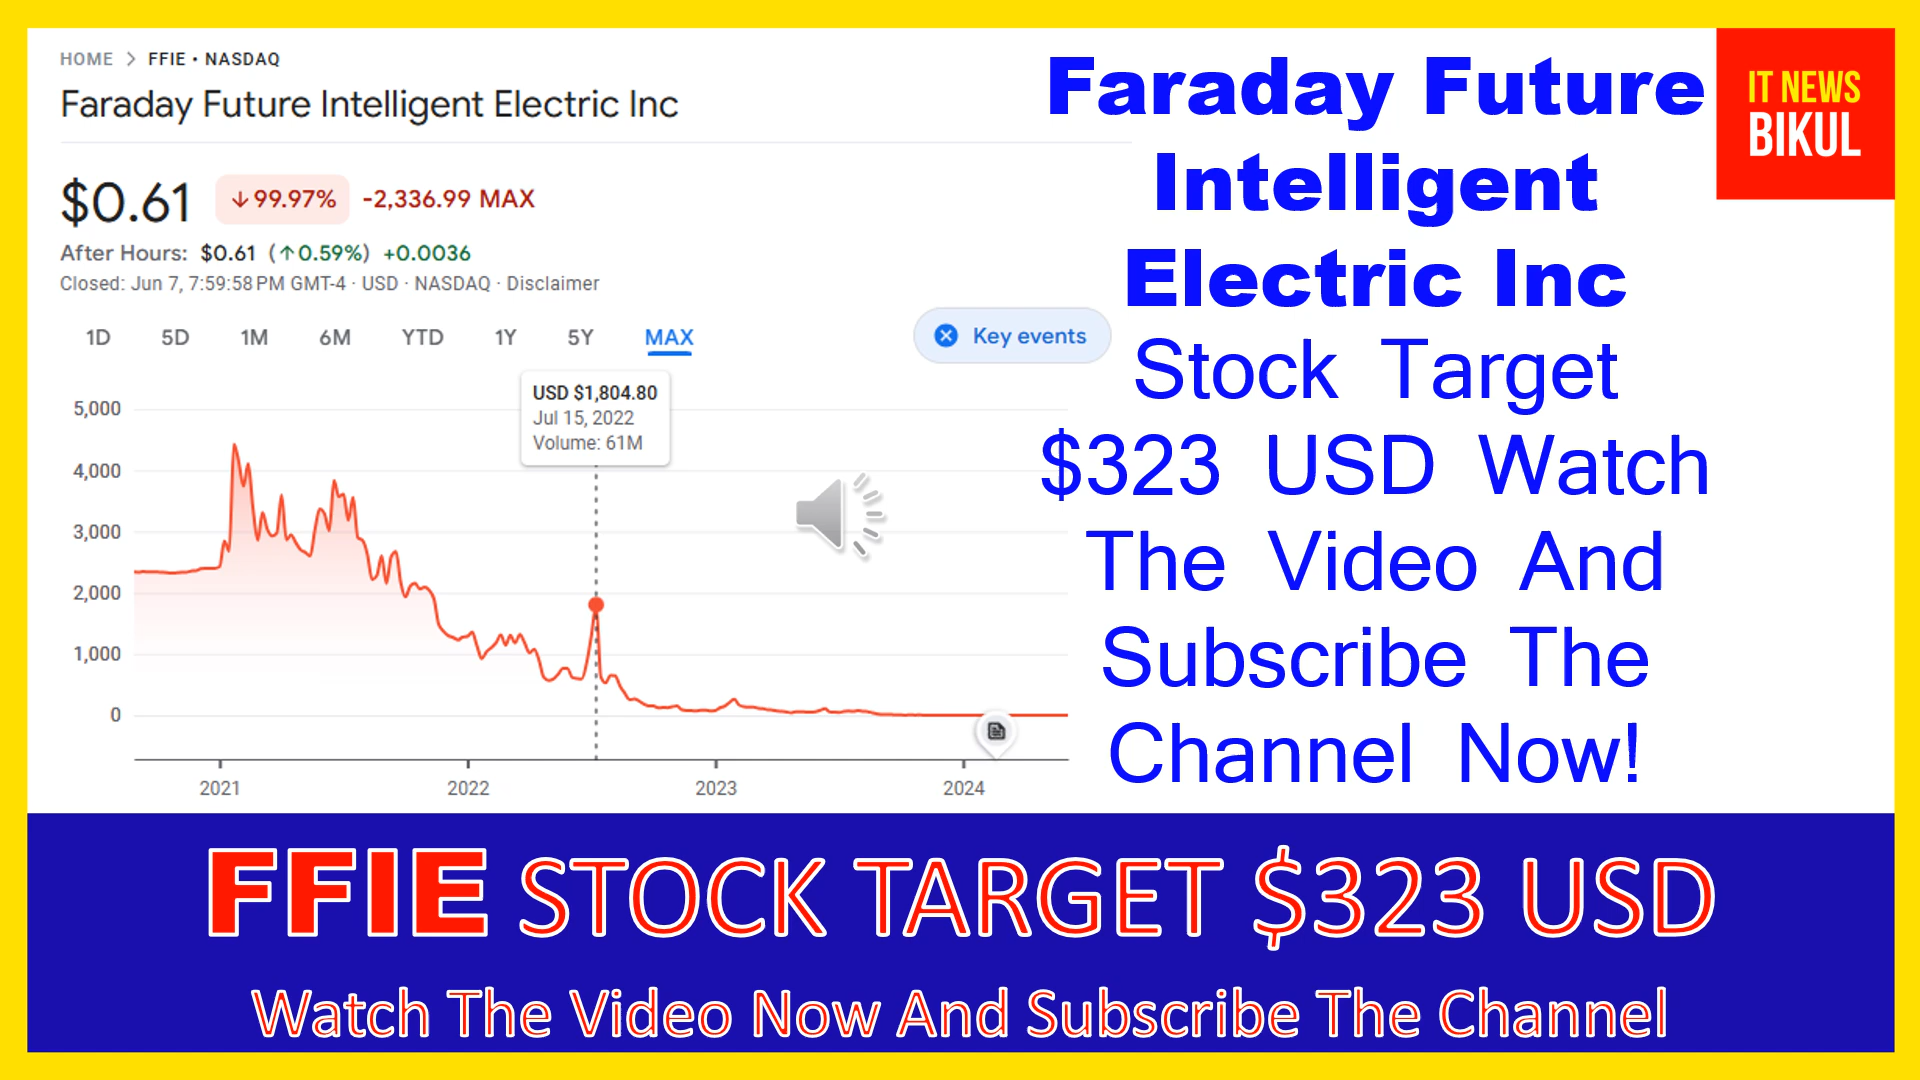 HOME > FFIE • NASDAQ
Faraday Future Intelligent Electric Inc
$0.61 ↓99.97% -2,336.99 MAX
After Hours: $0.61 (↑0.59%) +0.0036
Closed: Jun 7, 7:59:58 PM GMT-4 · USD · NASDAQ · Disclaimer
1D 5D 1M 6M YTD 1Y 5Y MAX
Key events
USD $1,804.80
Jul 15, 2022
Volume: 61M
5,000
4,000
3,000
2,000
1,000
0
2021 2022 2023 2024
Faraday Future
Intelligent
Electric Inc
Stock Target
$323 USD Watch
The Video And
Subscribe The
Channel Now!
IT NEWS
BIKUL
FFIE STOCK TARGET $323 USD
Watch The Video Now And Subscribe The Channel